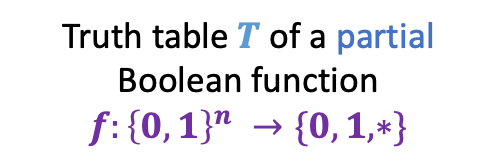 Truth table T of a partial
Boolean function
f: {0, 1}ⁿ → {0, 1,*}